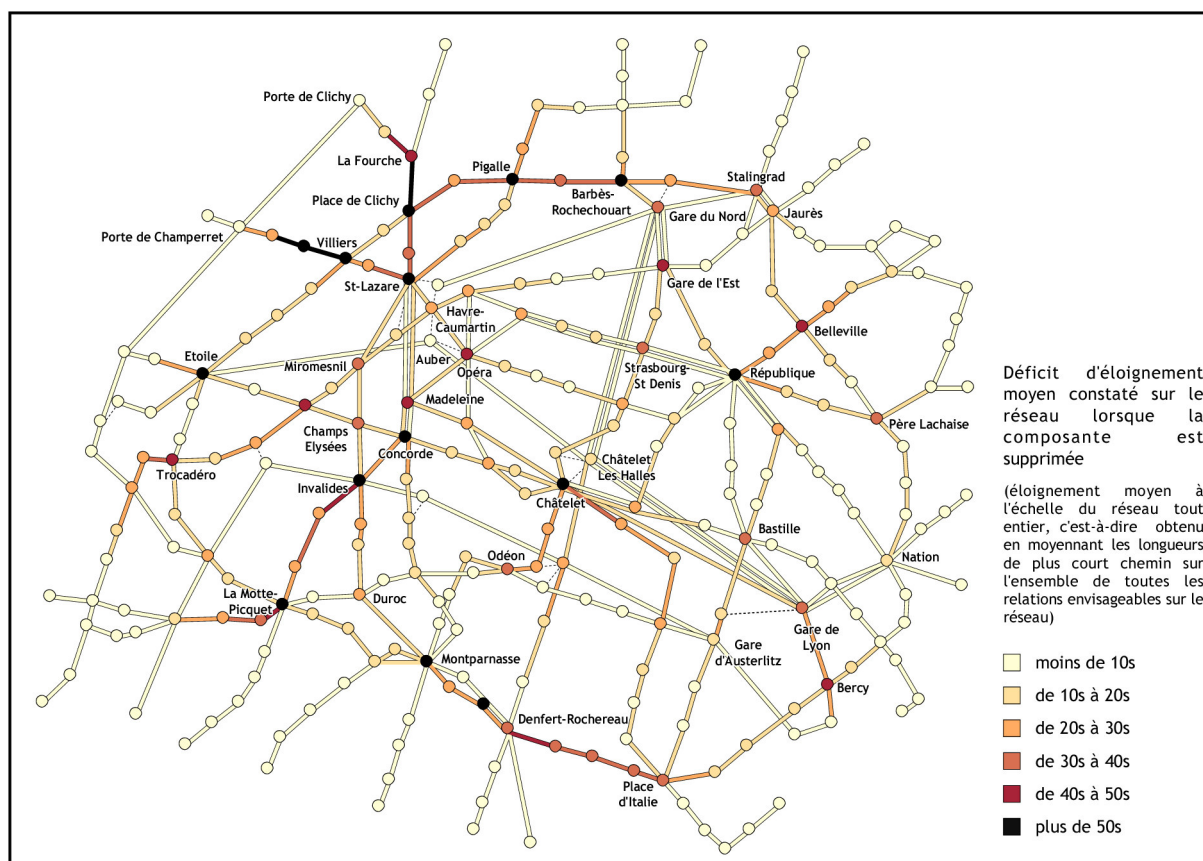 Porte de Clichy
La Fourche
Pigalle
Place de Clichy
Barbès-
Rochechouart
Stalingrad
Gare du Nord
Jaurès
Porte de Champerret
Villiers
St-Lazare
Gare de l'Est
Havre-
Caumartin
Belleville
Etoile
Miromesnil
Auber
Opéra
Strasbourg-
St Denis
République
Madeleine
Champs
Elysées
Père Lachaise
Concorde
Trocadéro
Invalides
Châtelet
Les Halles
Châtelet
Bastille
Odéon
Nation
La Motte-
Picquet
Duroc
Gare de
Lyon
Gare
d'Austerlitz
Montparnasse
Bercy
Denfert-Rochereau
Place
d'Italie
Déficit d'éloignement
moyen constaté sur le
réseau lorsque la
composante est
supprimée
(éloignement moyen à
l'échelle du réseau tout
entier, c'est-à-dire obtenu
en moyennant les longueurs
de plus court chemin sur
l'ensemble de toutes les
relations envisageables sur le
réseau)
moins de 10s
de 10s à 20s
de 20s à 30s
de 30s à 40s
de 40s à 50s
plus de 50s